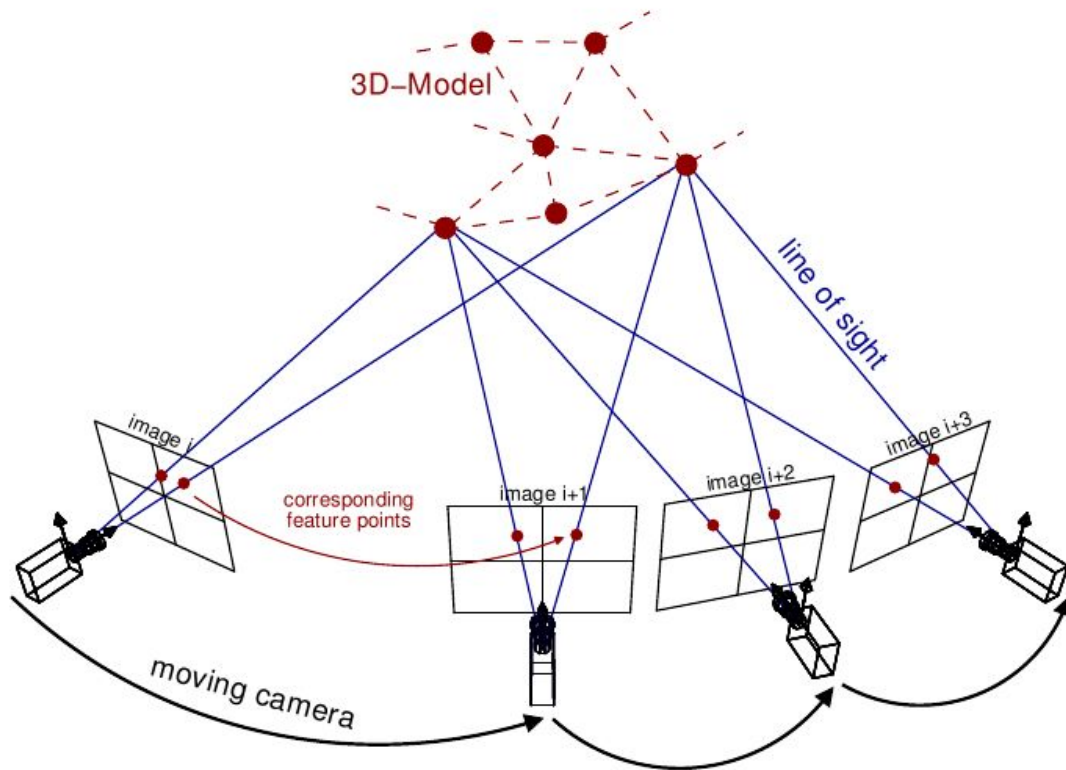 3D-Model
line of sight
image i
image i+1
image i+2
image i+3
corresponding
feature points
moving camera